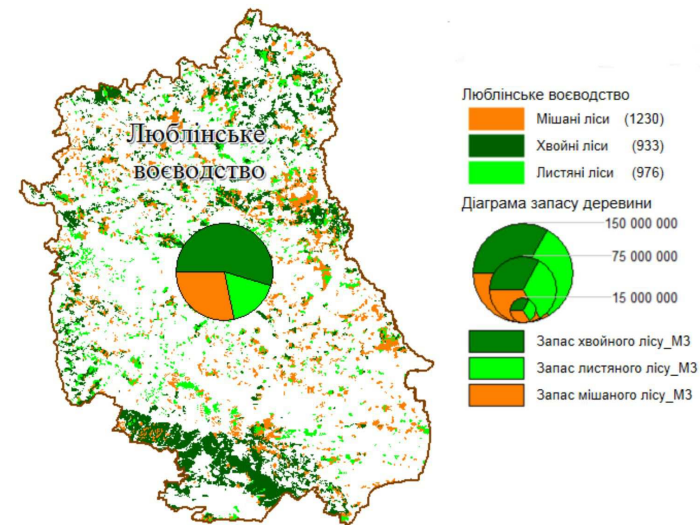 Люблінське
воєводство
Люблінське воєводство
Мішані ліси (1230)
Хвойні ліси (933)
Листяні ліси (976)
Діаграма запасу деревини
150 000 000
75 000 000
15 000 000
Запас хвойного лісу_М3
Запас листяного лісу_М3
Запас мішаного лісу_М3